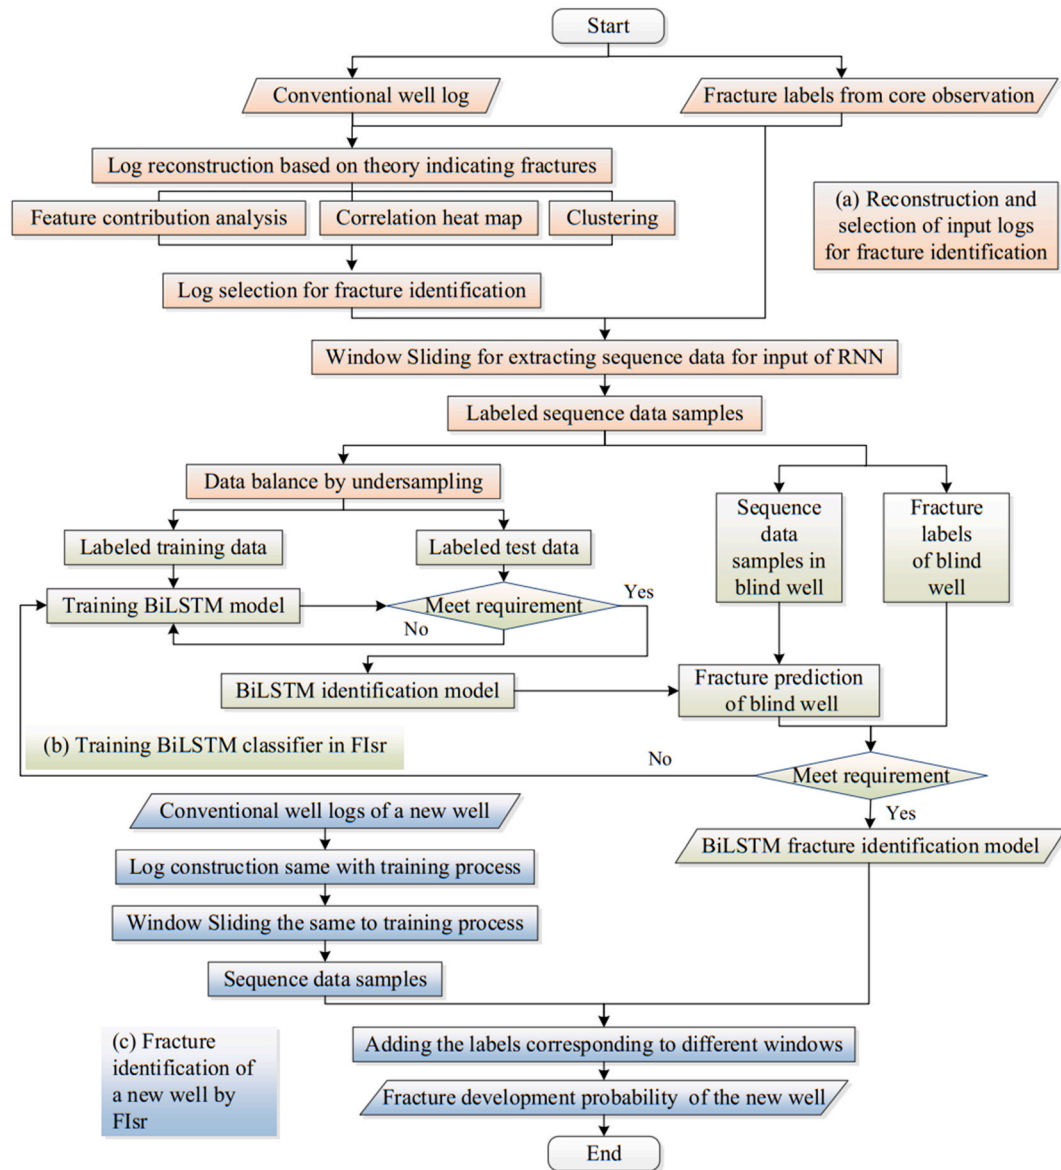 Start
Conventional well log
Fracture labels from core observation
Log reconstruction based on theory indicating fractures
Feature contribution analysis
Correlation heat map
Clustering
(a) Reconstruction and
selection of input logs
for fracture identification
Log selection for fracture identification
Window Sliding for extracting sequence data for input of RNN
Labeled sequence data samples
Data balance by undersampling
Sequence
data
samples in
blind well
Fracture
labels
of blind
well
Labeled training data
Labeled test data
Training BiLSTM model
Meet requirement
Yes
No
BiLSTM identification model
Fracture prediction
of blind well
(b) Training BiLSTM classifier in FIsr
No
Meet requirement
Yes
Conventional well logs of a new well
BiLSTM fracture identification model
Log construction same with training process
Window Sliding the same to training process
Sequence data samples
(c) Fracture
identification of
a new well by
FIsr
Adding the labels corresponding to different windows
Fracture development probability of the new well
End